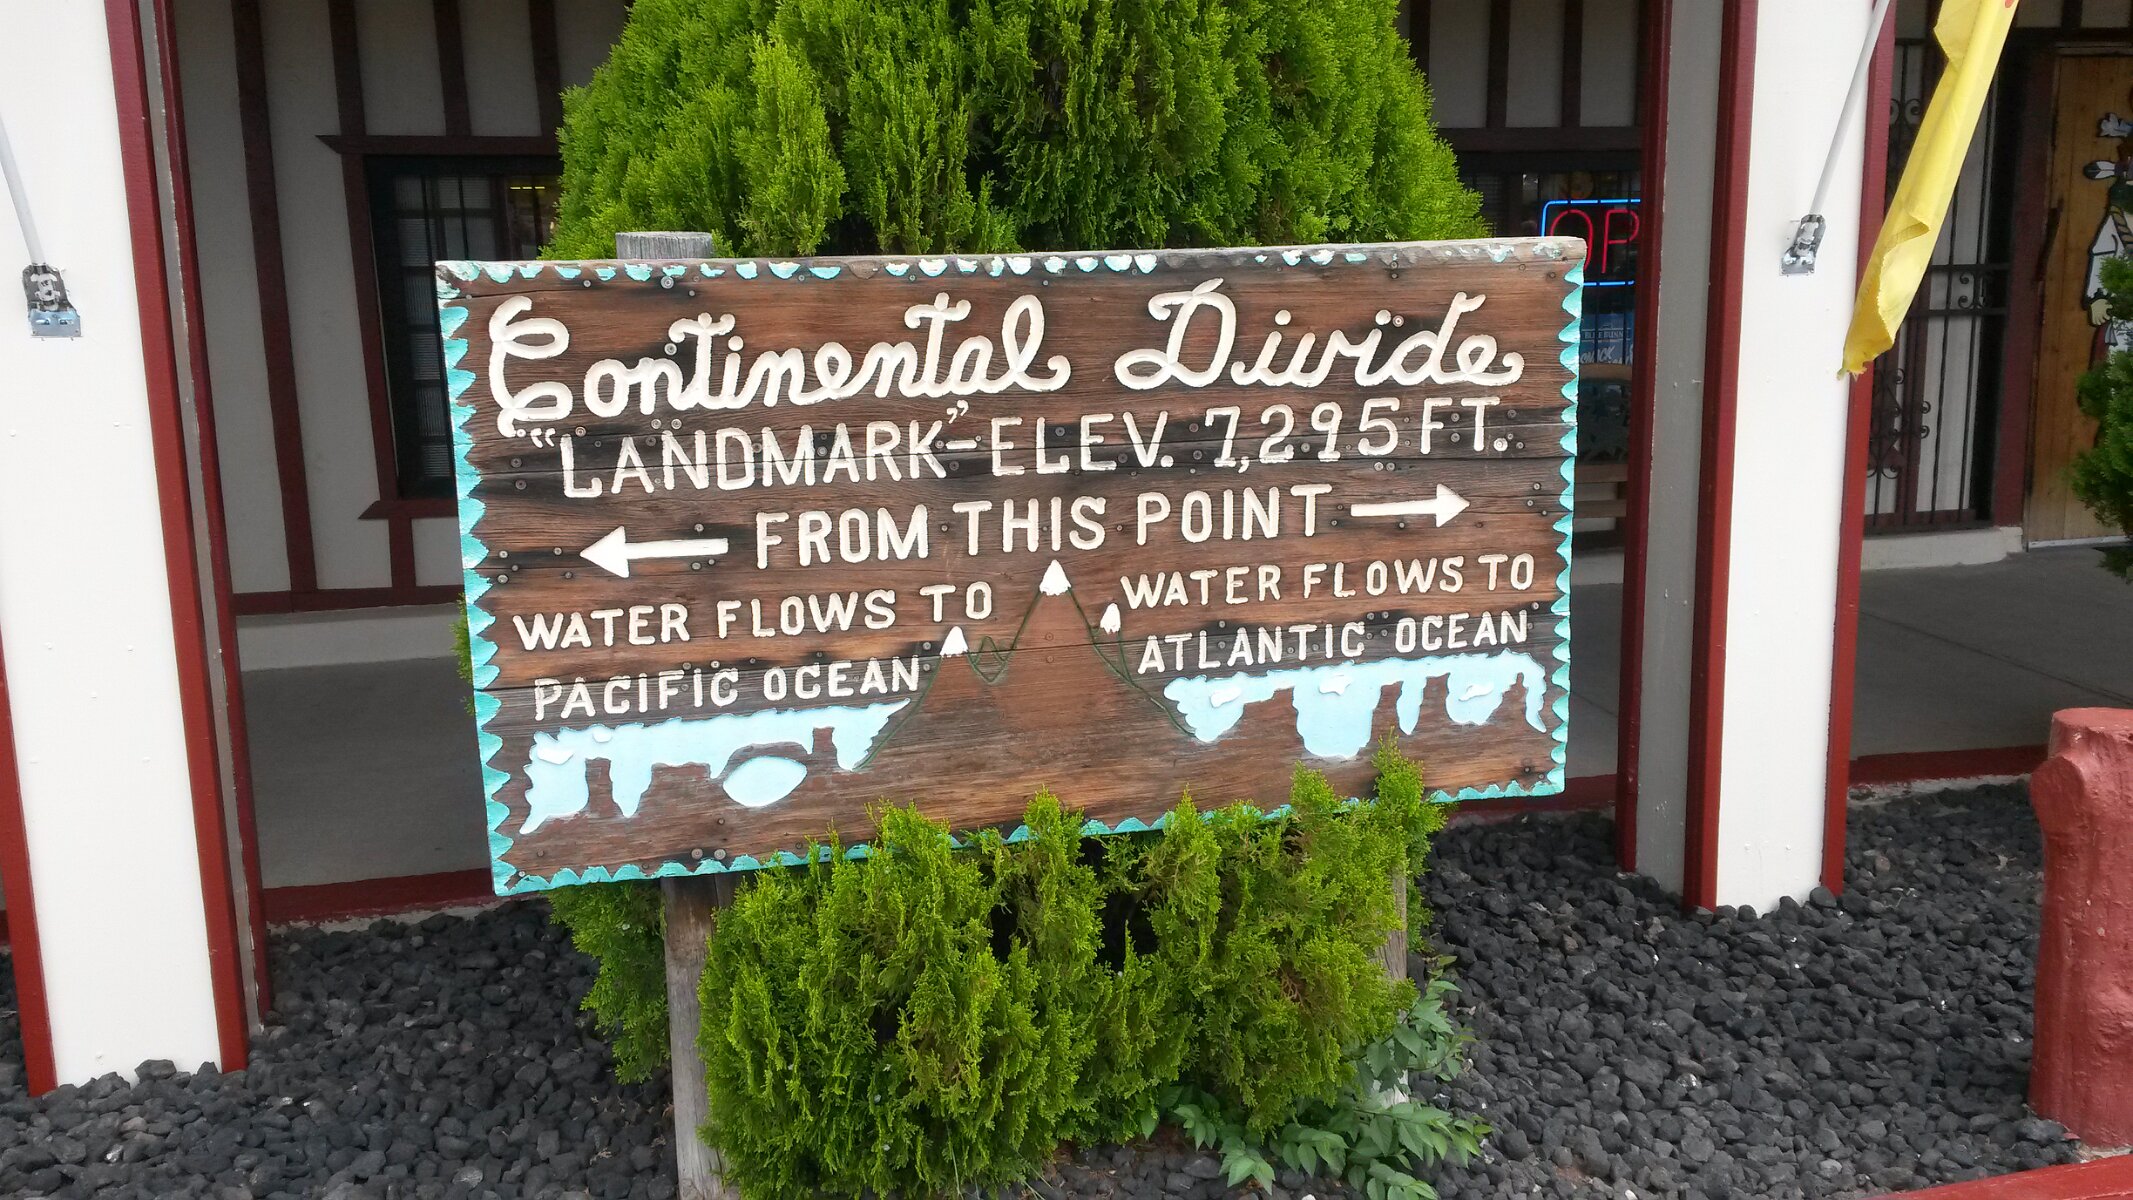 Continental Divide
"LANDMARK" - ELEV. 7,295 FT.
← FROM THIS POINT →
WATER FLOWS TO
PACIFIC OCEAN
WATER FLOWS TO
ATLANTIC OCEAN
OP